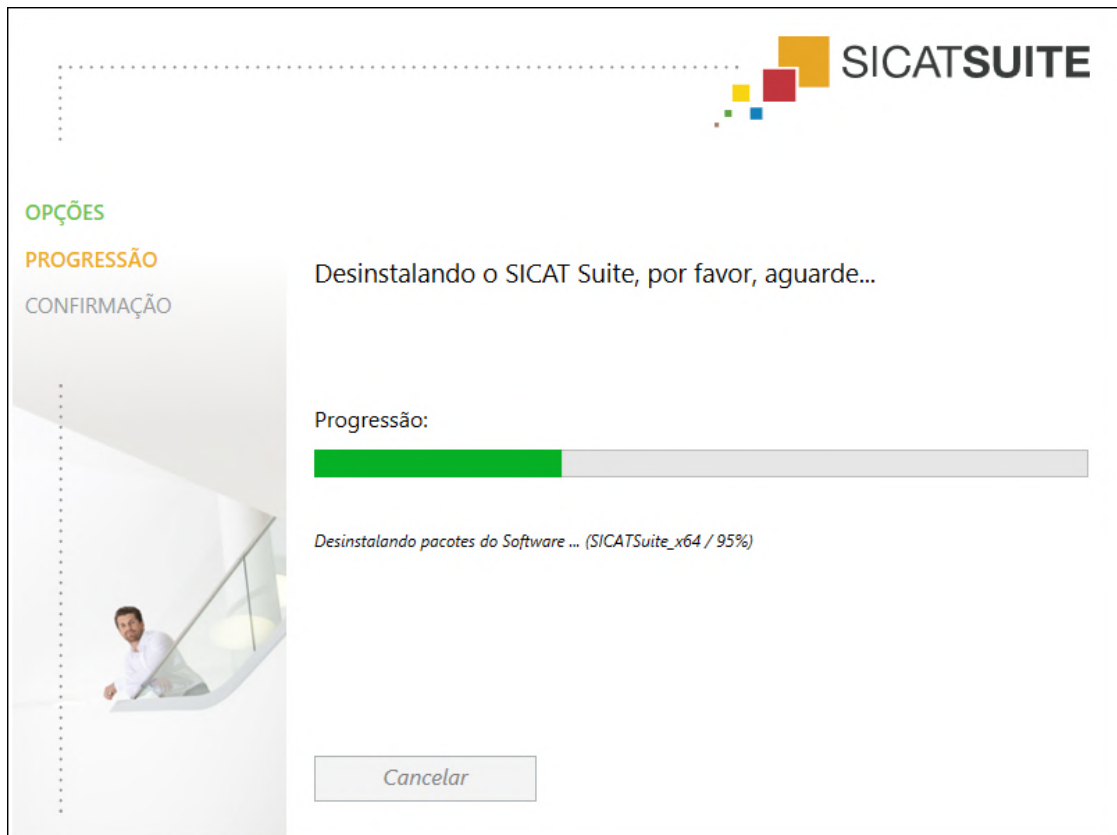 SICATSUITE
OPÇÕES
PROGRESSÃO
CONFIRMAÇÃO
Desinstalando o SICAT Suite, por favor, aguarde...
Progressão:
Desinstalando pacotes do Software ... (SICATSuite_x64 / 95%)
Cancelar